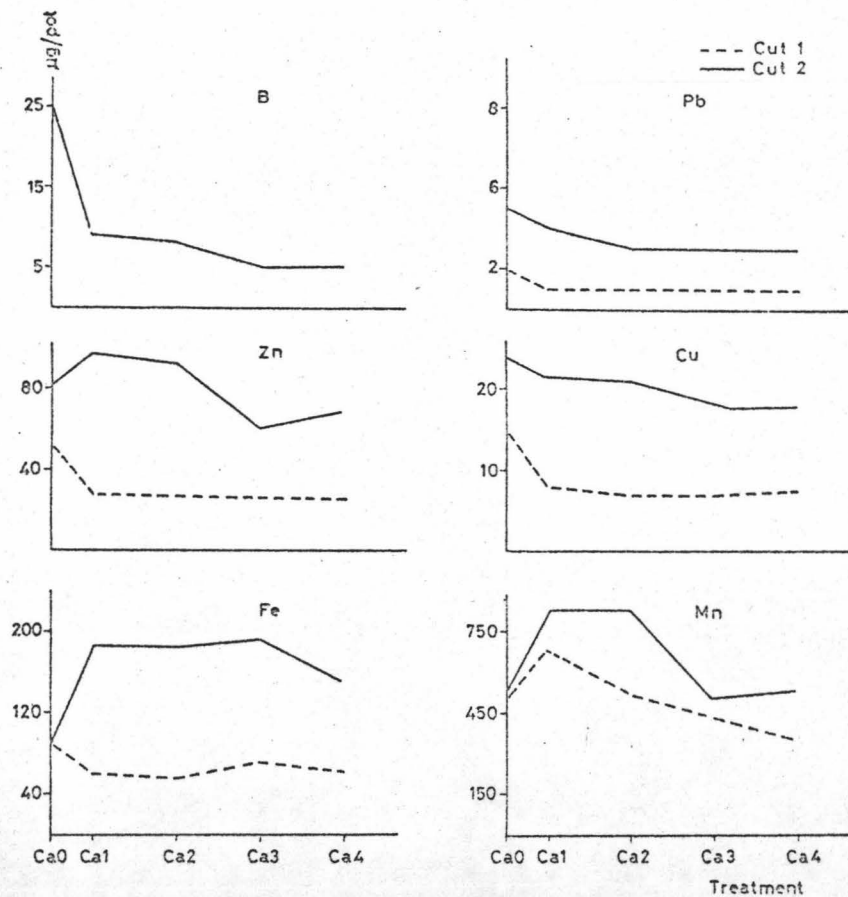 µg/pot
--- Cut 1
— Cut 2
B
25
15
5
Pb
8
6
2
Zn
80
40
Cu
20
10
Fe
200
120
40
Mn
750
450
150
Ca0 Ca1 Ca2 Ca3 Ca4
Ca0 Ca1 Ca2 Ca3 Ca4
Treatment